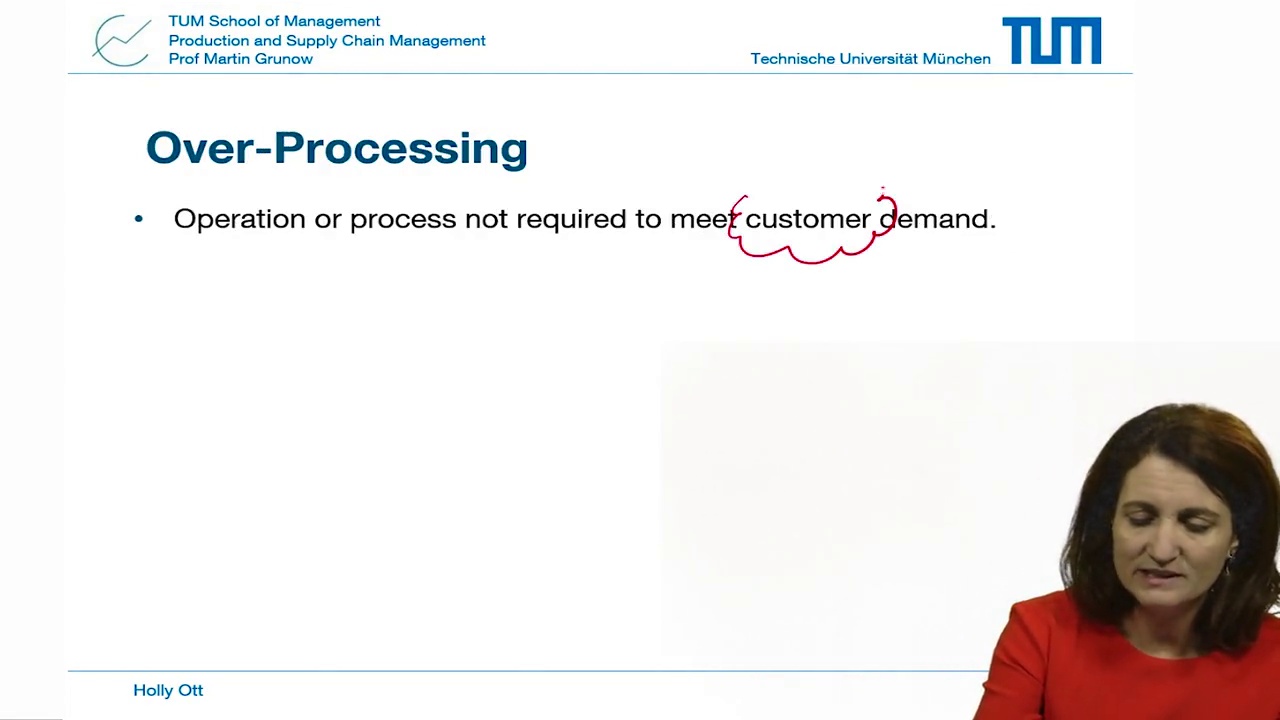 TUM School of Management
Production and Supply Chain Management
Prof Martin Grunow
Technische Universität München
TUM
Over-Processing
• Operation or process not required to meet customer demand.
Holly Ott